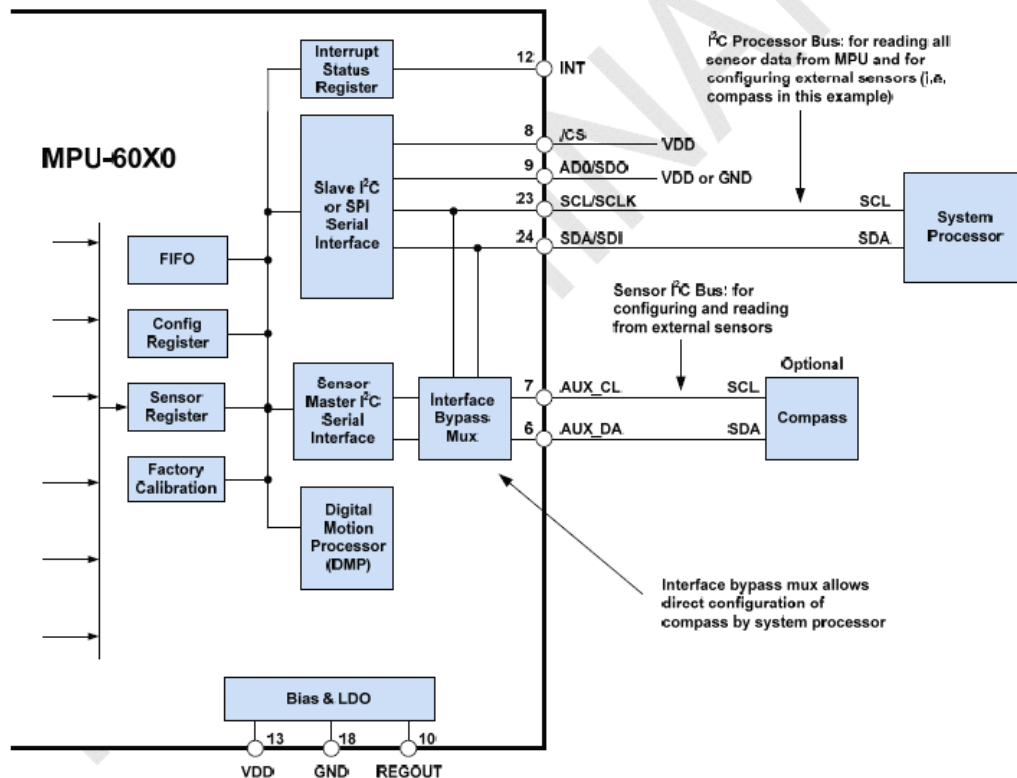 Interrupt
Status
Register
12
INT
I²C Processor Bus: for reading all
sensor data from MPU and for
configuring external sensors (i.e.
compass in this example)
MPU-60X0
Slave I²C
or SPI
Serial
Interface
8
/CS
VDD
9
AD0/SDO
VDD or GND
23
SCL/SCLK
SCL
24
SDA/SDI
SDA
System
Processor
FIFO
Config
Register
Sensor
Register
Factory
Calibration
Sensor I²C Bus: for
configuring and reading
from external sensors
Sensor
Master I²C
Serial
Interface
Interface
Bypass
Mux
7
AUX_CL
SCL
6
AUX_DA
SDA
Optional
Compass
Digital
Motion
Processor
(DMP)
Interface bypass mux allows
direct configuration of
compass by system processor
Bias & LDO
13
18
10
VDD
GND
REGOUT